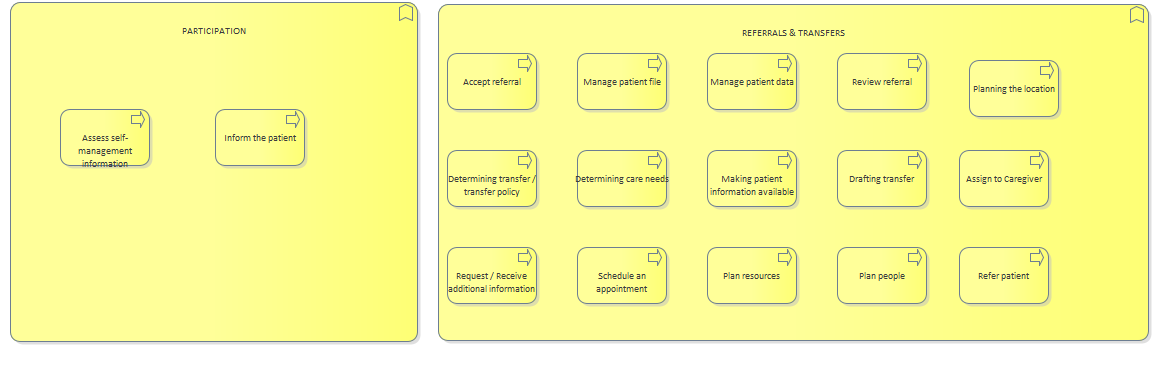 PARTICIPATION
Assess self-
management
information
Inform the patient
REFERRALS & TRANSFERS
Accept referral
Manage patient file
Manage patient data
Review referral
Planning the location
Determining transfer /
transfer policy
Determining care needs
Making patient
information available
Drafting transfer
Assign to Caregiver
Request / Receive
additional information
Schedule an
appointment
Plan resources
Plan people
Refer patient